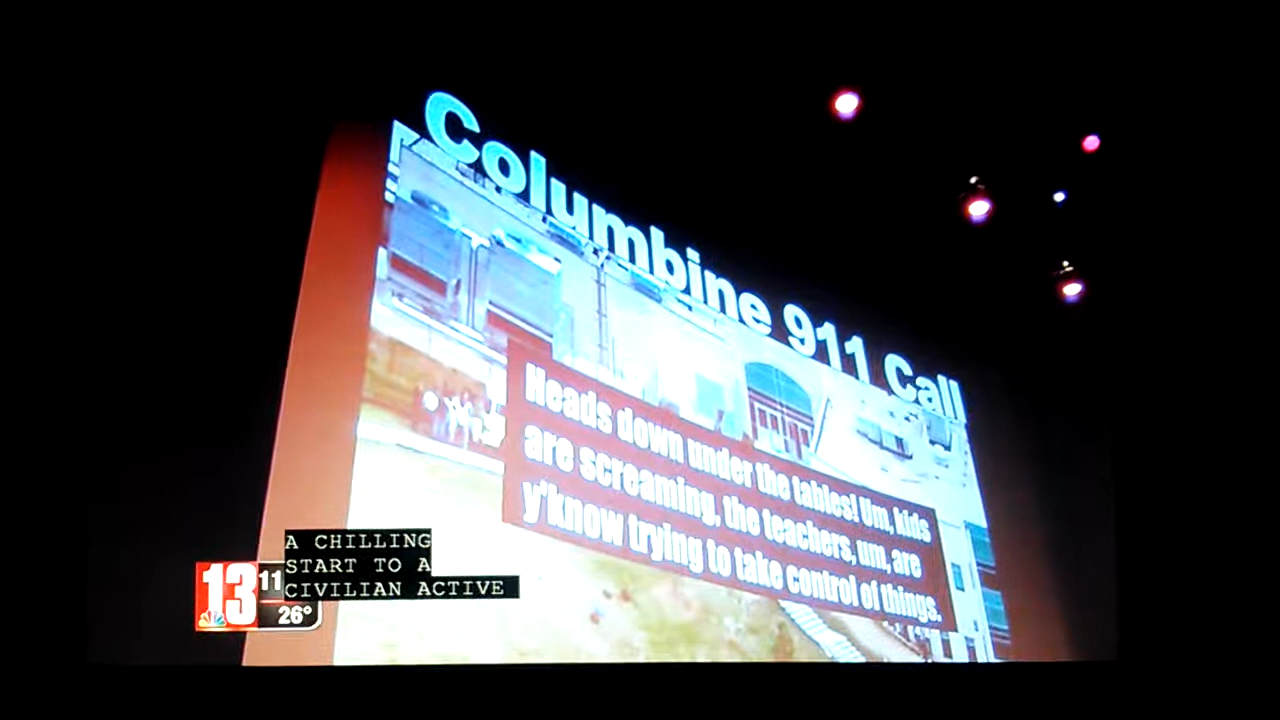 Columbine 911 Call
Heads down under the tables! Um, kids
are screaming, the teachers, um, are
y'know trying to take control of things.
A CHILLING
START TO A
CIVILIAN ACTIVE
13
11
26°